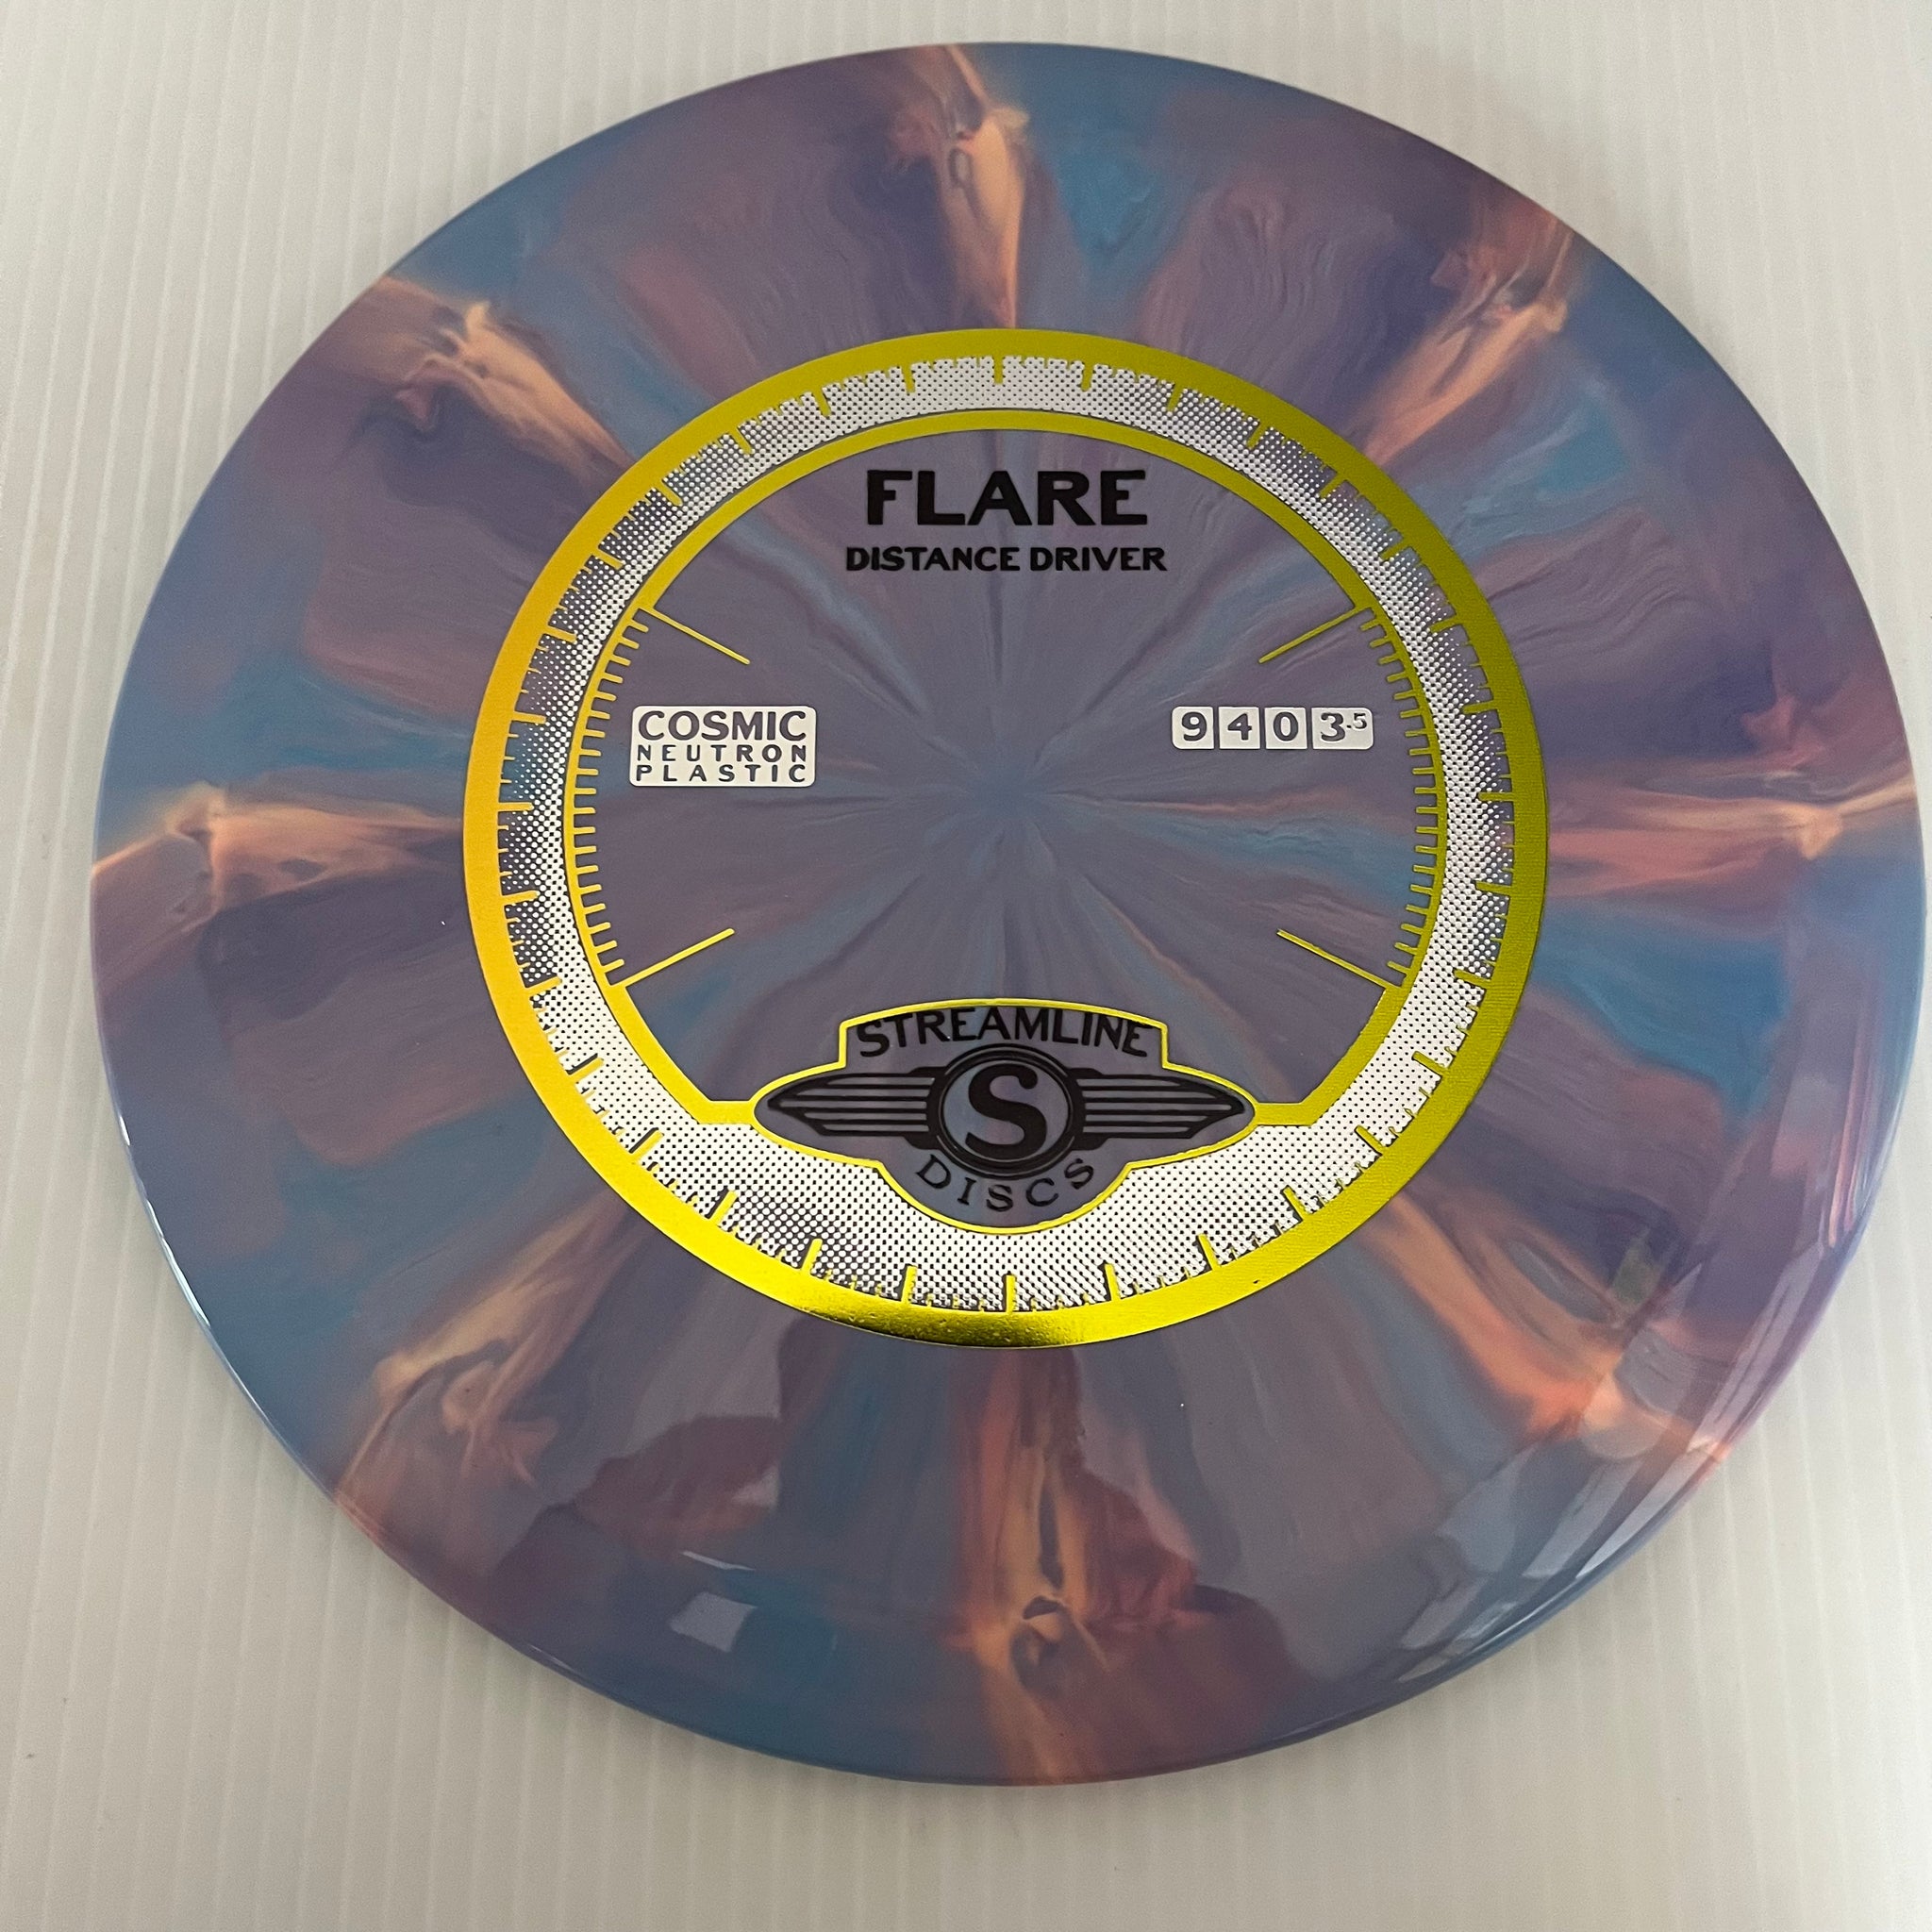 FLARE
DISTANCE DRIVER
COSMIC
NEUTRON
PLASTIC
9 4 0 3.5
STREAMLINE
S
DISCS